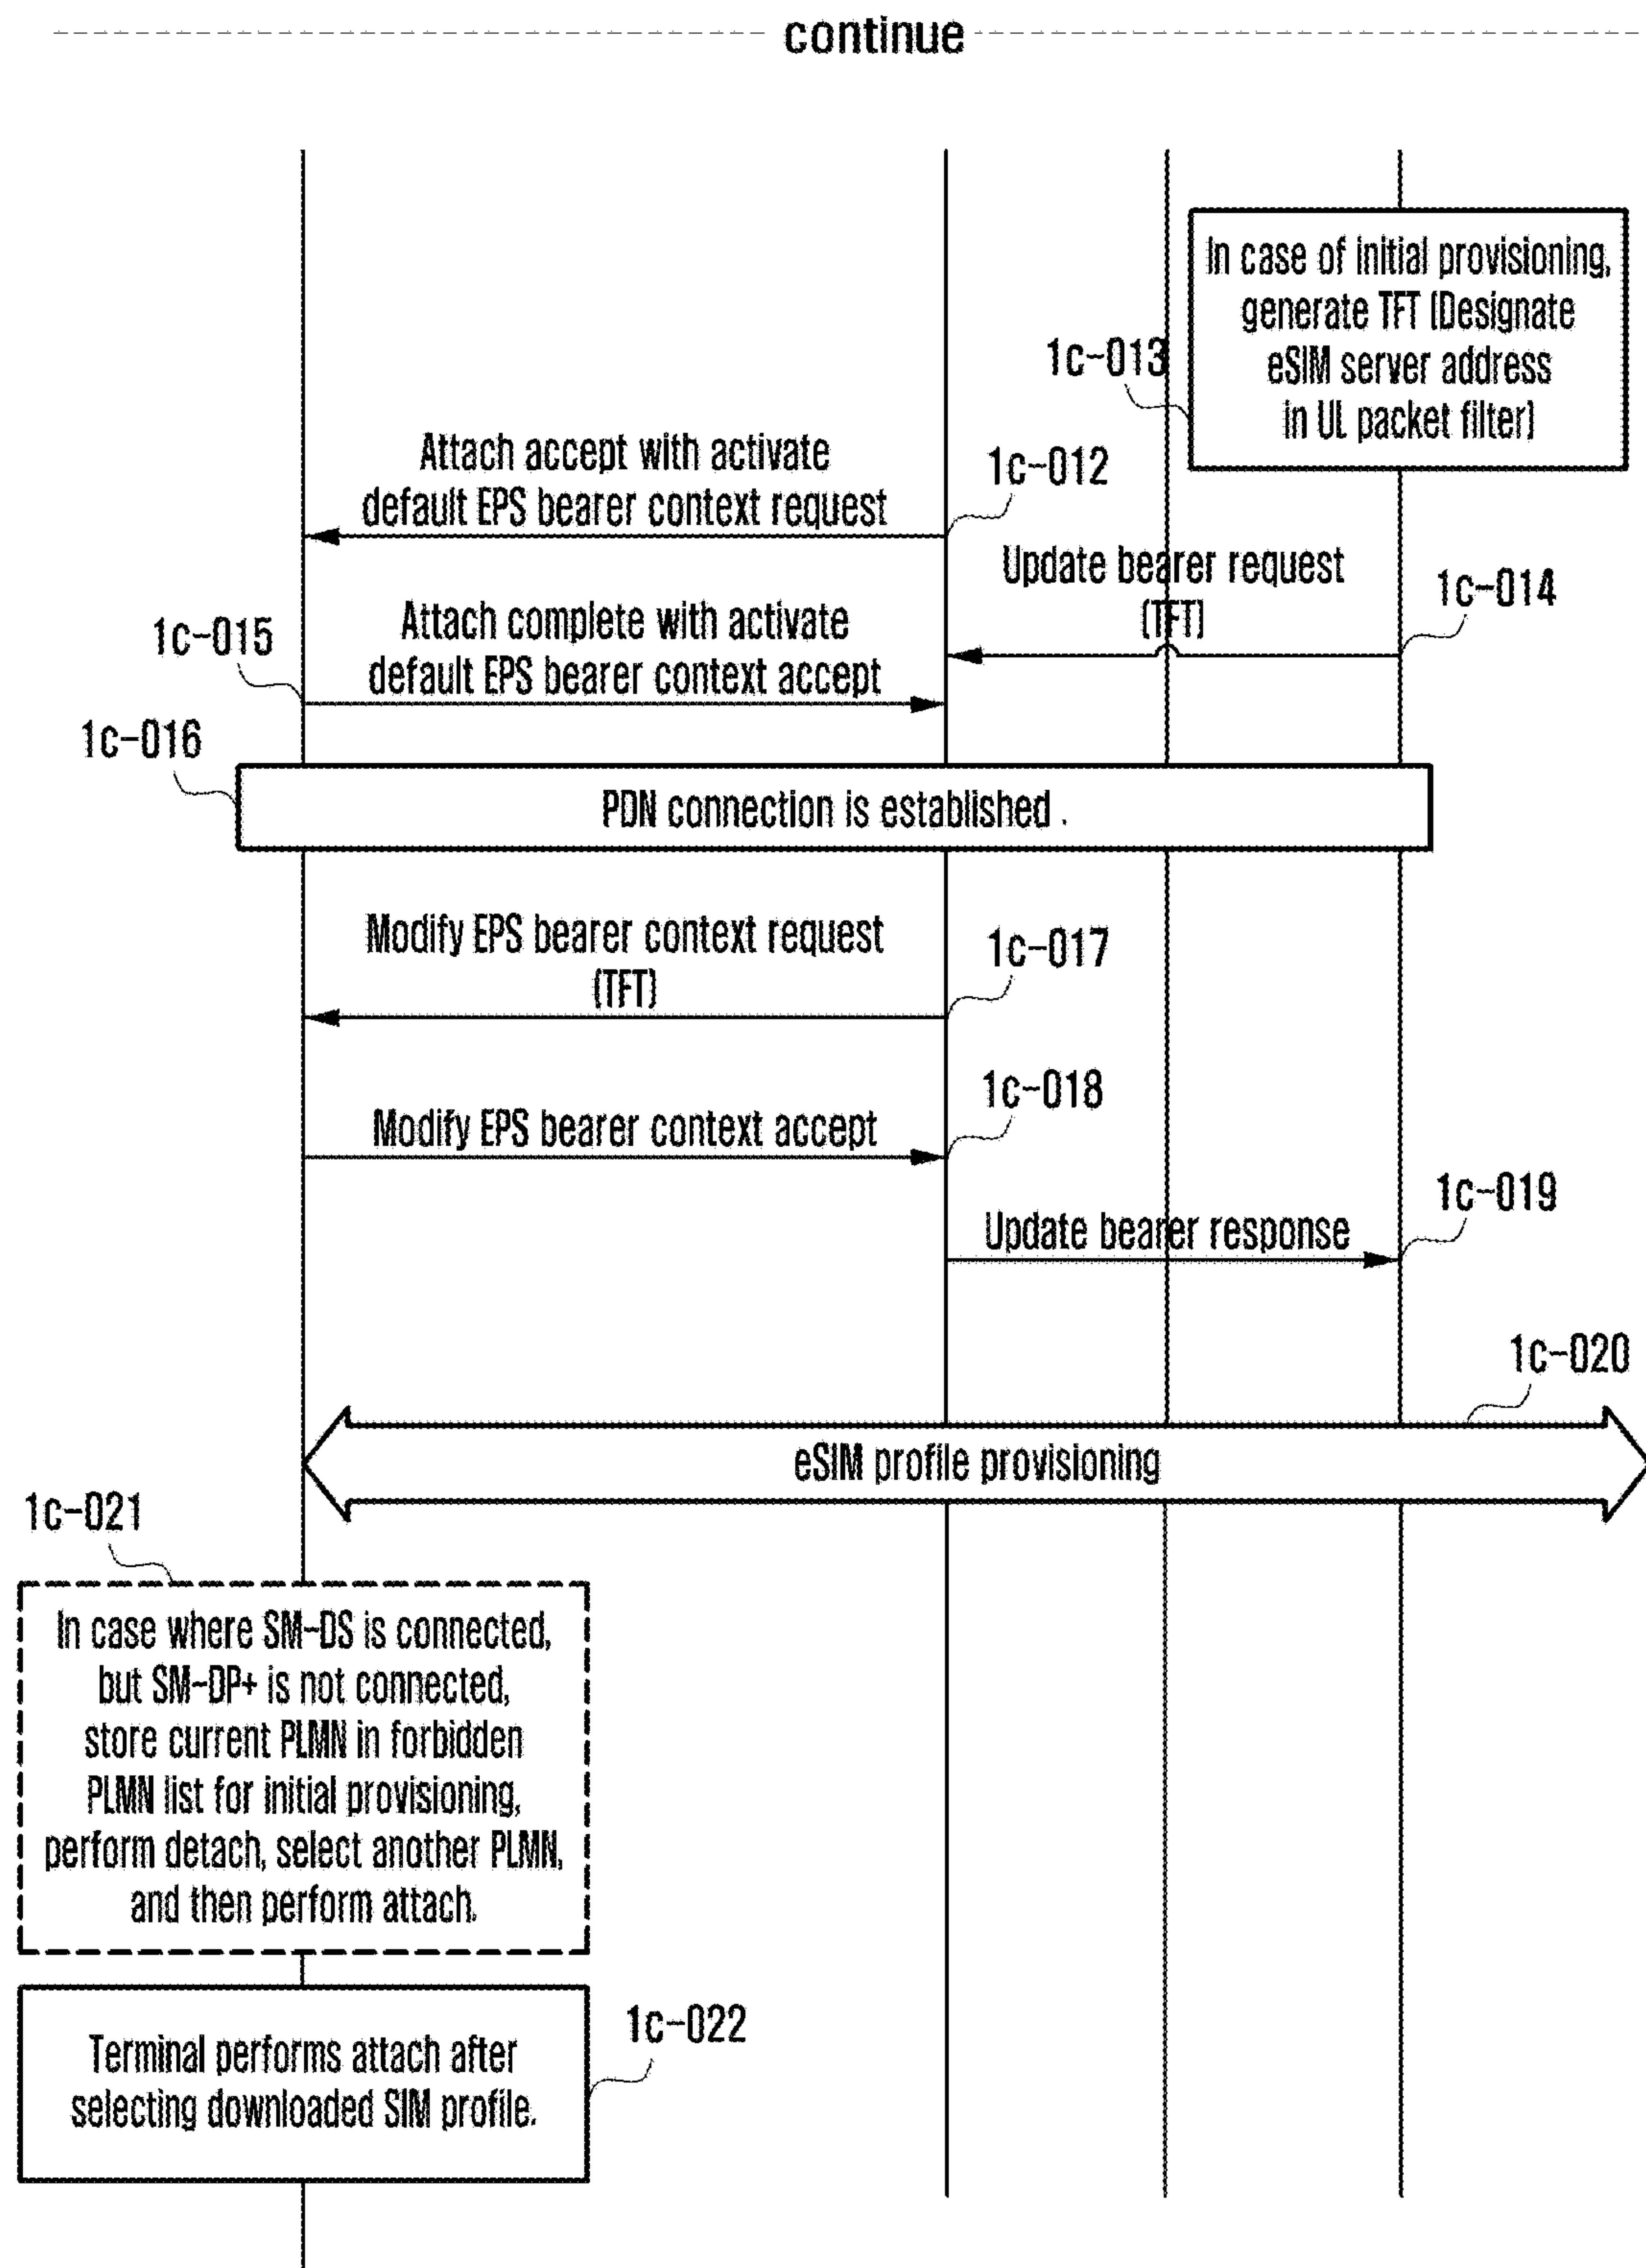 continue
In case of initial provisioning,
generate TFT (Designate
eSIM server address
in UL packet filter)
1c-013
Attach accept with activate
default EPS bearer context request
1c-012
Update bearer request
(TFT)
1c-014
Attach complete with activate
default EPS bearer context accept
1c-015
1c-016
PDN connection is established .
Modify EPS bearer context request
(TFT)
1c-017
1c-018
Modify EPS bearer context accept
1c-019
Update bearer response
1c-020
eSIM profile provisioning
1c-021
In case where SM-DS is connected,
but SM-DP+ is not connected,
store current PLMN in forbidden
PLMN list for initial provisioning,
perform detach, select another PLMN,
and then perform attach.
1c-022
Terminal performs attach after
selecting downloaded SIM profile.